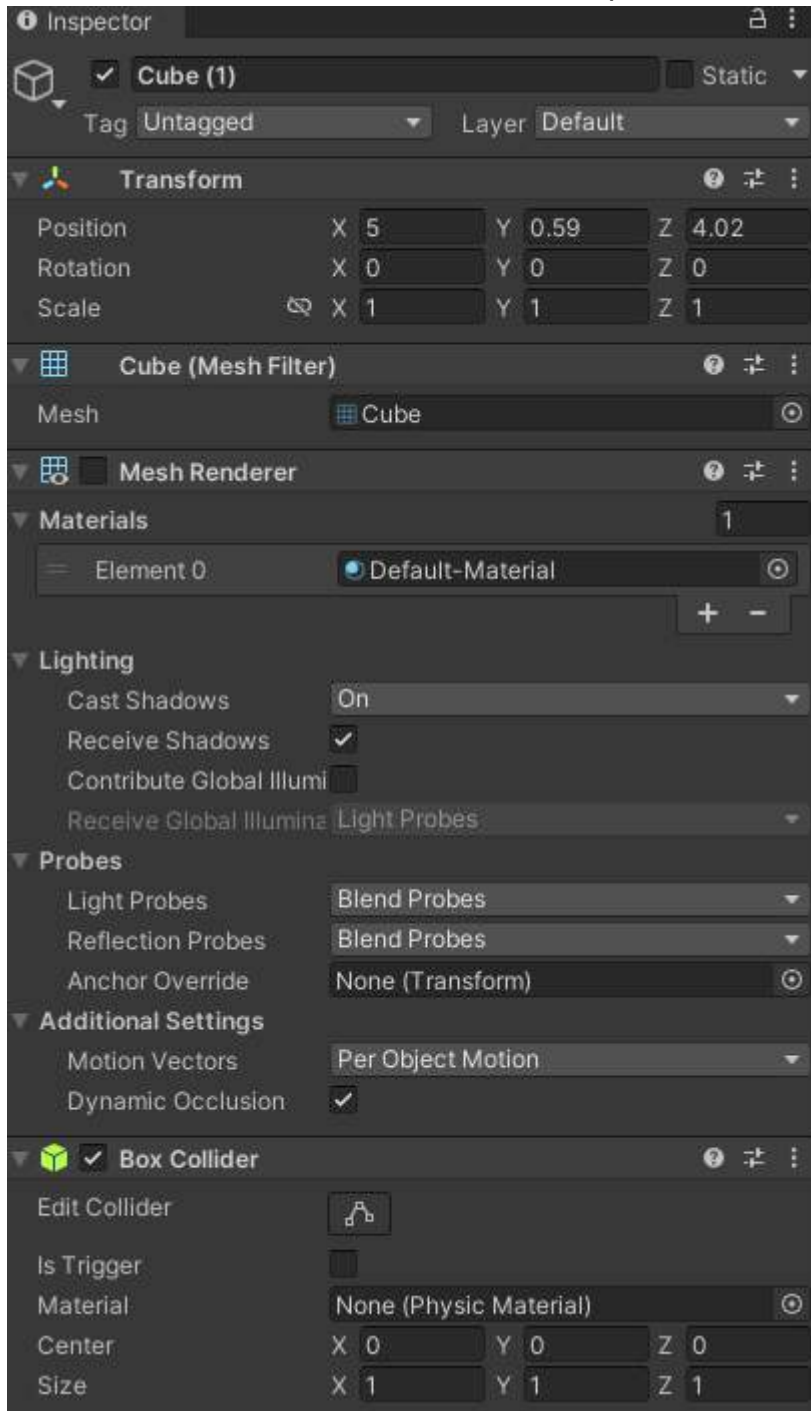 Inspector
Cube (1) Static
Tag Untagged Layer Default
Transform
Position X 5 Y 0.59 Z 4.02
Rotation X 0 Y 0 Z 0
Scale X 1 Y 1 Z 1
Cube (Mesh Filter)
Mesh Cube
Mesh Renderer
Materials 1
Element 0 Default-Material
+ -
Lighting
Cast Shadows On
Receive Shadows
Contribute Global Illumi
Receive Global Illumina Light Probes
Probes
Light Probes Blend Probes
Reflection Probes Blend Probes
Anchor Override None (Transform)
Additional Settings
Motion Vectors Per Object Motion
Dynamic Occlusion
Box Collider
Edit Collider
Is Trigger
Material None (Physic Material)
Center X 0 Y 0 Z 0
Size X 1 Y 1 Z 1